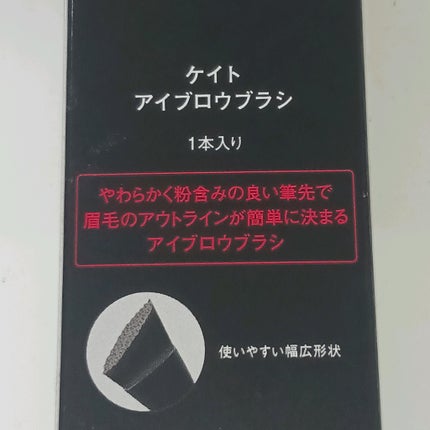 ケイト
アイブロウブラシ
1本入り
やわらかく粉含みの良い筆先で
眉毛のアウトラインが簡単に決まる
アイブロウブラシ
使いやすい幅広形状